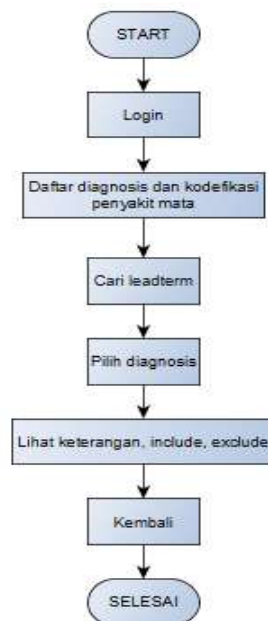 START
Login
Daftar diagnosis dan kodefikasi
penyakit mata
Cari leadterm
Pilih diagnosis
Lihat keterangan, include, exclude
Kembali
SELESAI